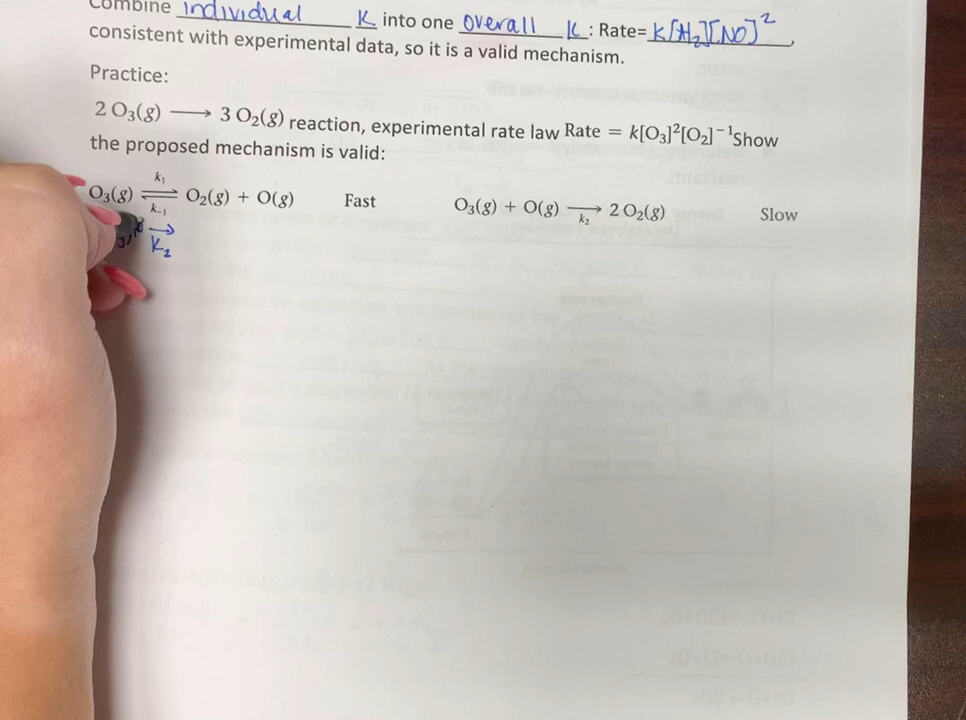 Combine individual K into one overall K: Rate=k[H₂][NO]²,
consistent with experimental data, so it is a valid mechanism.
Practice:
2 O₃(g) ⟶ 3 O₂(g) reaction, experimental rate law Rate = k[O₃]²[O₂]⁻¹Show
the proposed mechanism is valid:
k₁
O₃(g) ⇌ O₂(g) + O(g) Fast O₃(g) + O(g) ⟶ 2 O₂(g) Slow
k₋₁ k₂
→
K₂